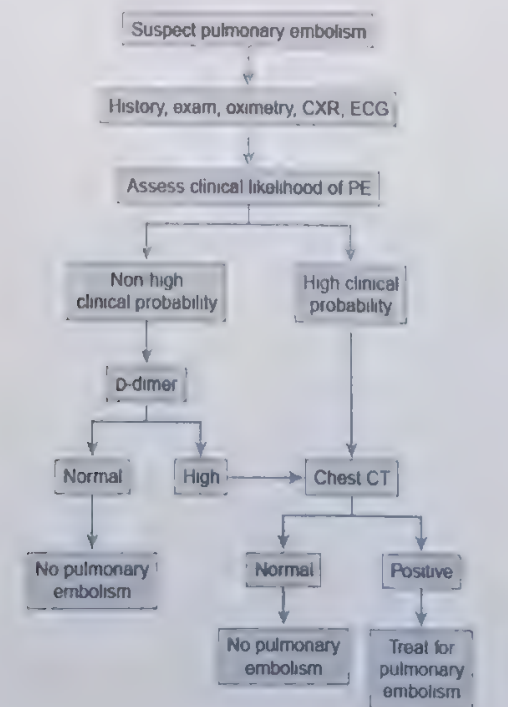 Suspect pulmonary embolism
History, exam, oximetry, CXR, ECG
Assess clinical likelihood of PE
Non high
clinical probability
High clinical
probability
D-dimer
Normal
High
Chest CT
No pulmonary
embolism
Normal
Positive
No pulmonary
embolism
Treat for
pulmonary
embolism